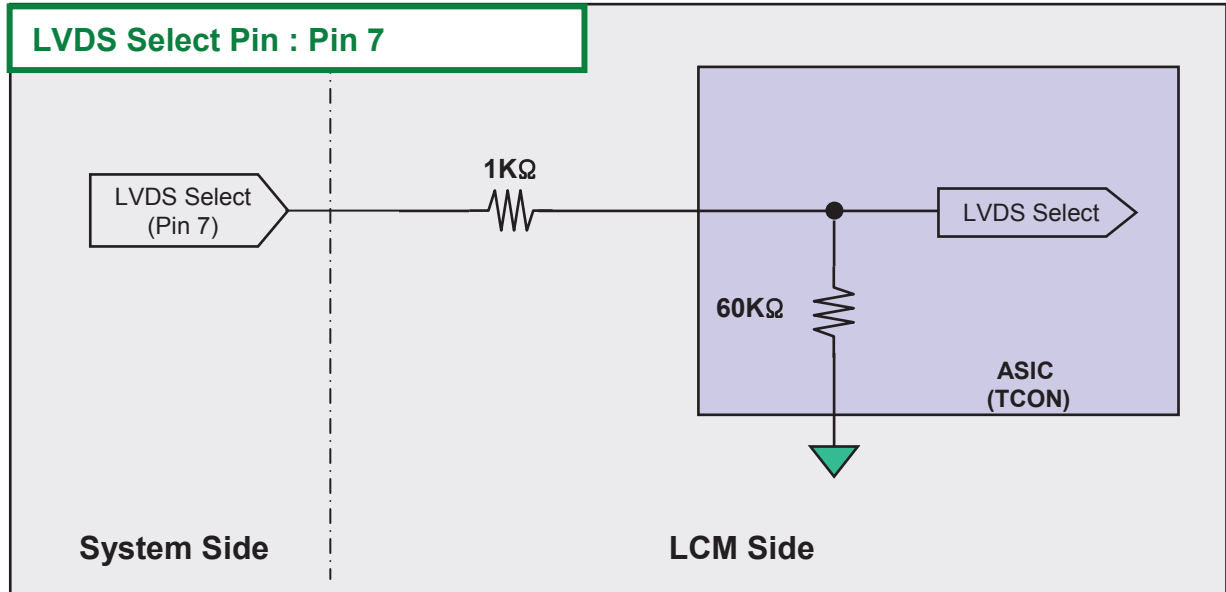 LVDS Select Pin : Pin 7
LVDS Select
(Pin 7)
1KΩ
LVDS Select
60KΩ
ASIC
(TCON)
System Side
LCM Side